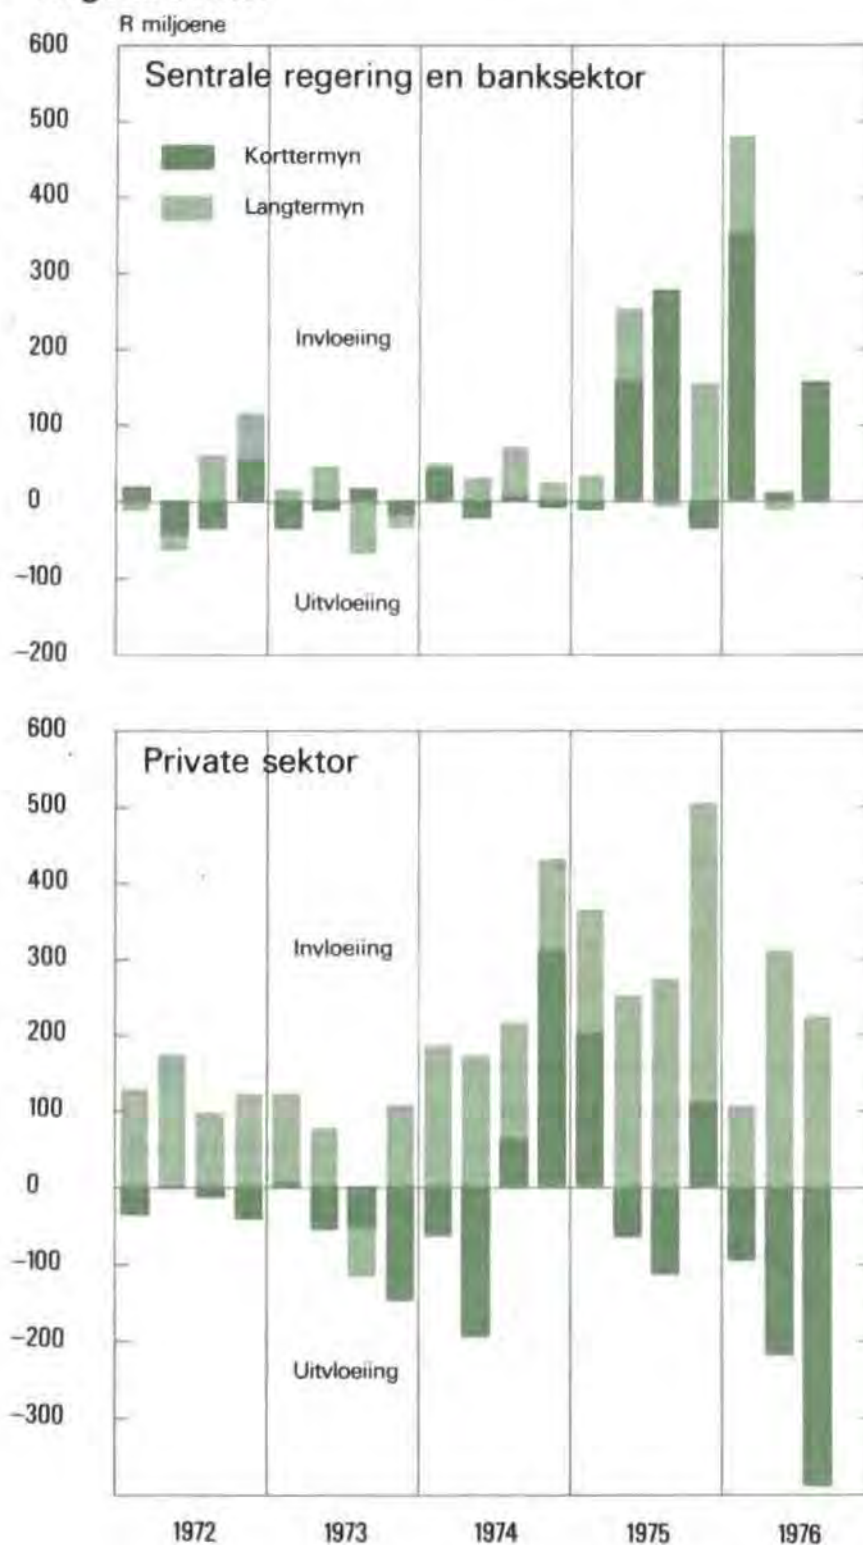 R miljoene
600
Sentrale regering en banksektor
500
Korttermyn
400
Langtermyn
300
Invloeiing
200
100
0
−100
Uitvloeiing
−200
600
Private sektor
500
400
Invloeiing
300
200
100
0
−100
−200
Uitvloeiing
−300
1972 1973 1974 1975 1976